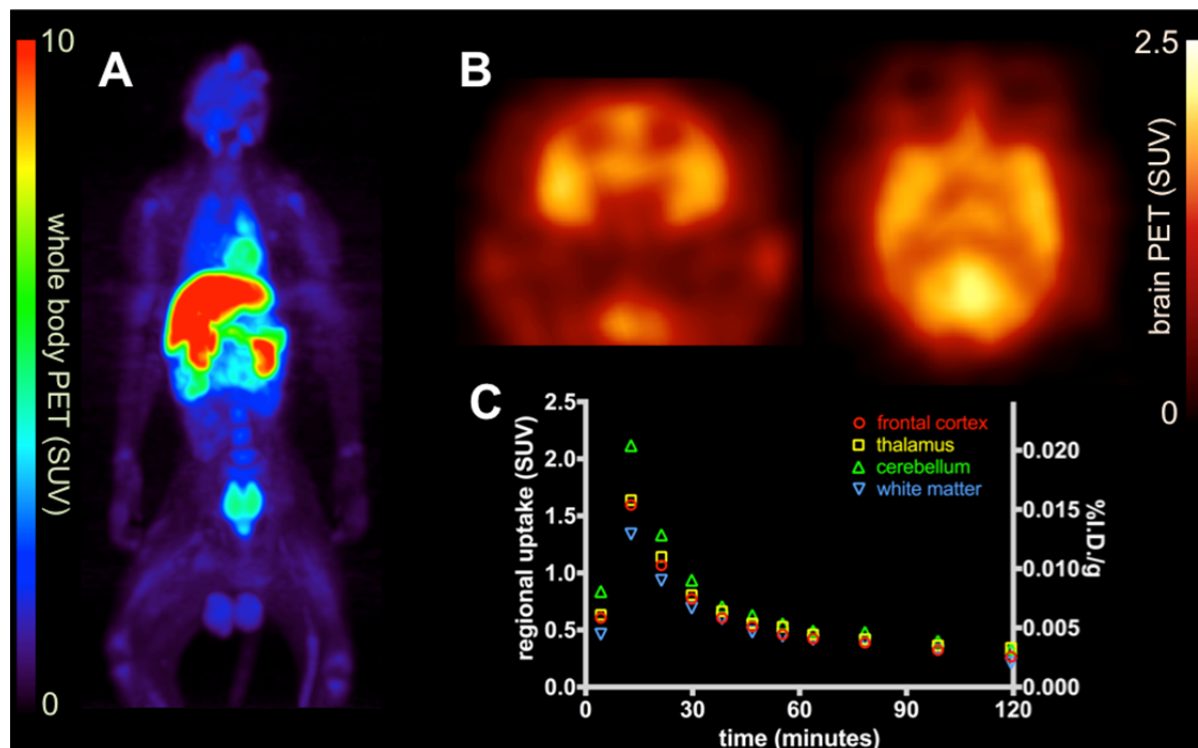 10
A
whole body PET (SUV)
0
B
2.5
brain PET (SUV)
0
C
regional uptake (SUV)
2.5
2.0
1.5
1.0
0.5
0.0
frontal cortex
thalamus
cerebellum
white matter
0.020
0.015
0.010
0.005
0.000
%I.D./g
0 30 60 90 120
time (minutes)